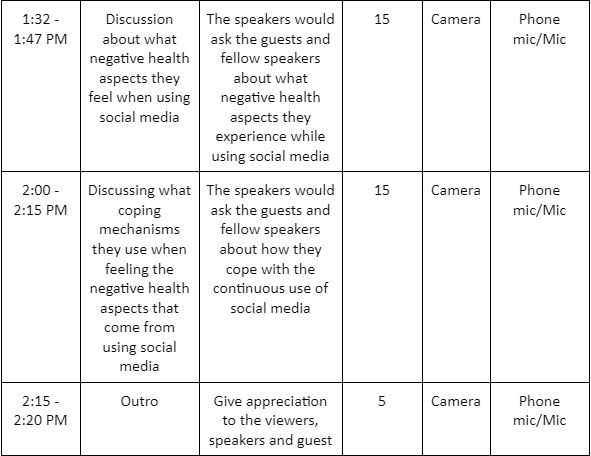 1:32 -
1:47 PM
Discussion
about what
negative health
aspects they
feel when using
social media
The speakers would
ask the guests and
fellow speakers
about what
negative health
aspects they
experience while
using social media
15
Camera
Phone
mic/Mic
2:00 -
2:15 PM
Discussing what
coping
mechanisms
they use when
feeling the
negative health
aspects that
come from
using social
media
The speakers would
ask the guests and
fellow speakers
about how they
cope with the
continuous use of
social media
15
Camera
Phone
mic/Mic
2:15 -
2:20 PM
Outro
Give appreciation
to the viewers,
speakers and guest
5
Camera
Phone
mic/Mic